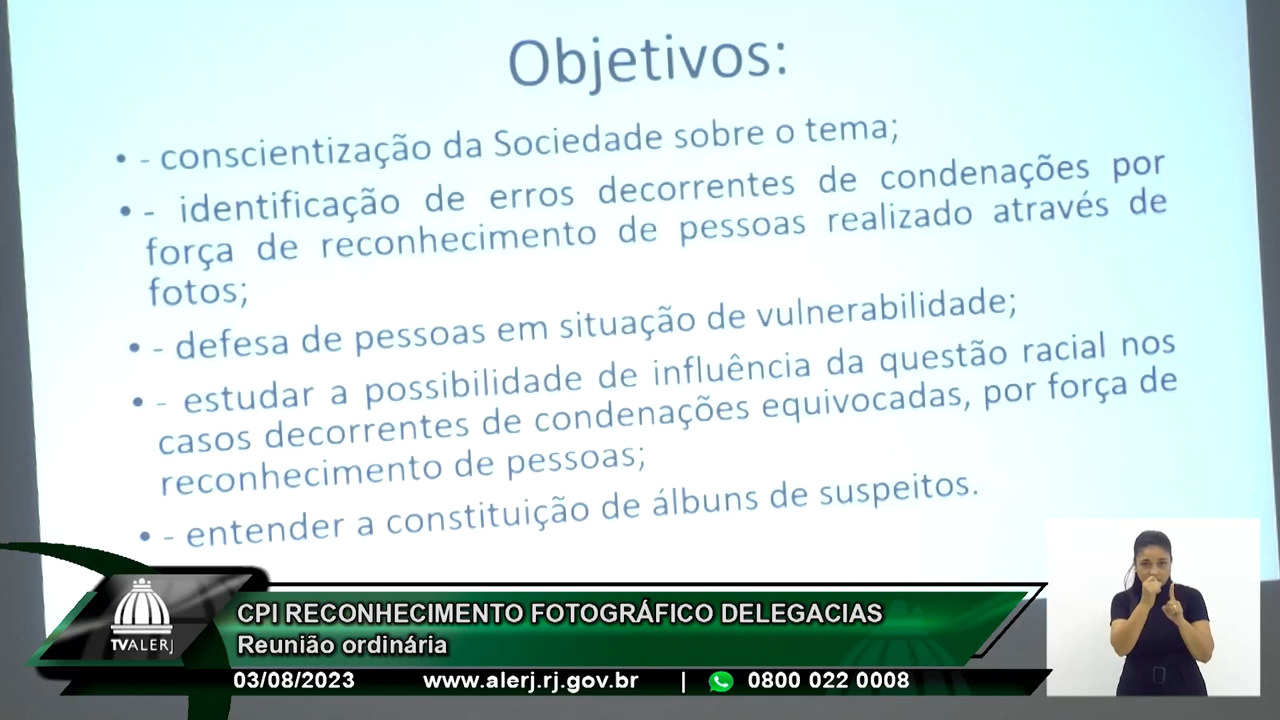 Objetivos:
• - conscientização da Sociedade sobre o tema;
• - identificação de erros decorrentes de condenações por
força de reconhecimento de pessoas realizado através de
fotos;
• - defesa de pessoas em situação de vulnerabilidade;
• - estudar a possibilidade de influência da questão racial nos
casos decorrentes de condenações equivocadas, por força de
reconhecimento de pessoas;
• - entender a constituição de álbuns de suspeitos.
TVALERJ
CPI RECONHECIMENTO FOTOGRÁFICO DELEGACIAS
Reunião ordinária
03/08/2023 www.alerj.rj.gov.br | 0800 022 0008